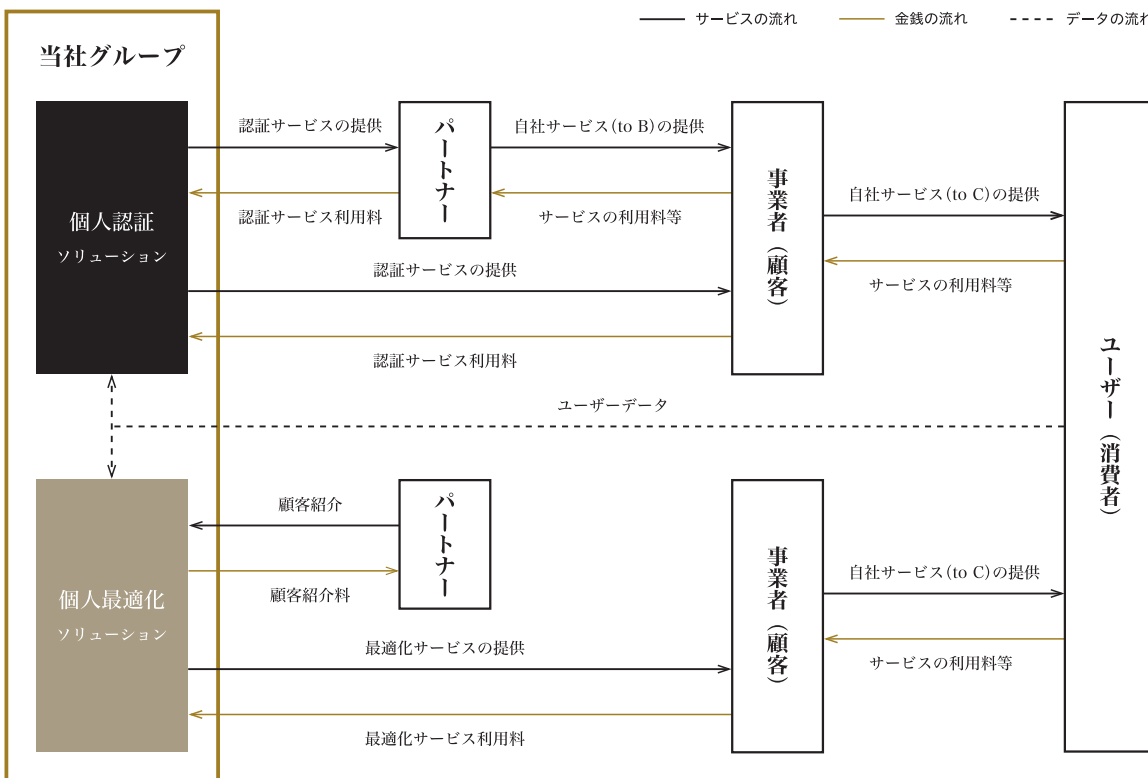 サービスの流れ
金銭の流れ
データの流れ
当社グループ
個人認証
ソリューション
認証サービスの提供
認証サービス利用料
パートナー
自社サービス(to B)の提供
サービスの利用料等
認証サービスの提供
認証サービス利用料
事業者(顧客)
自社サービス(to C)の提供
サービスの利用料等
ユーザー(消費者)
ユーザーデータ
個人最適化
ソリューション
顧客紹介
顧客紹介料
パートナー
最適化サービスの提供
最適化サービス利用料
事業者(顧客)
自社サービス(to C)の提供
サービスの利用料等